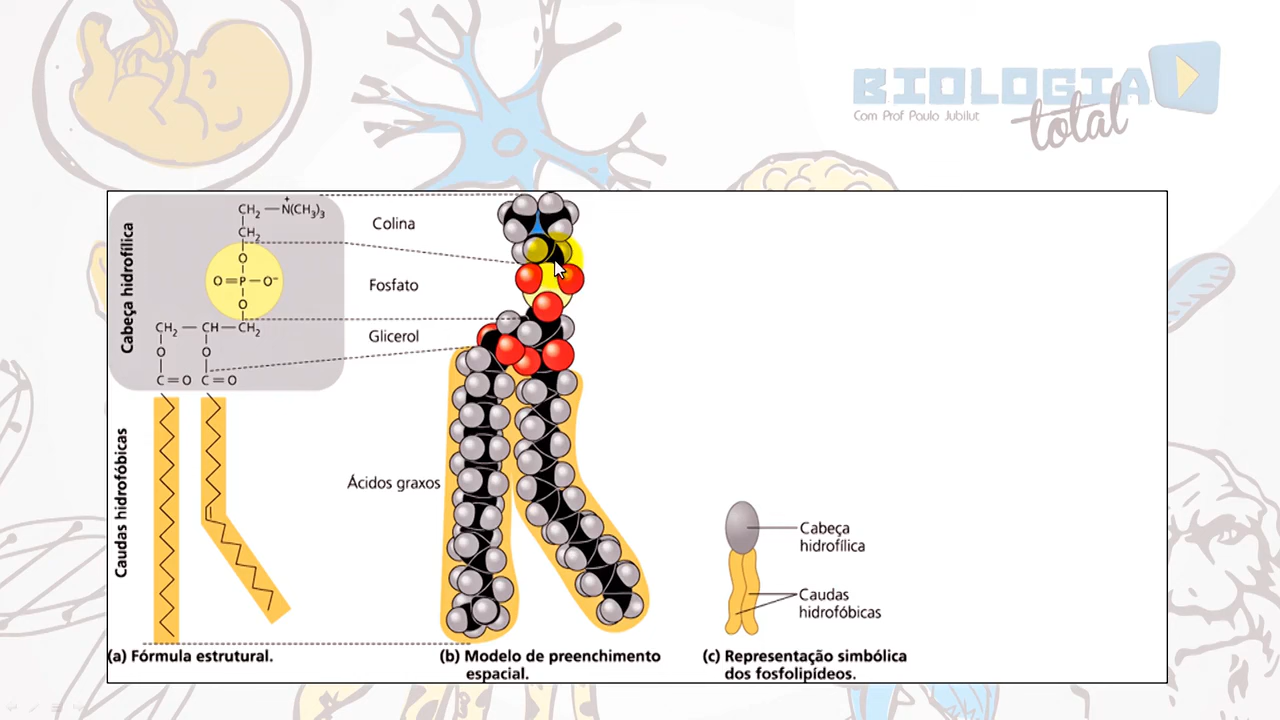 BIOLOGIA
Com Prof Paulo Jubilut
total
Cabeça hidrofílica
CH₂ — N⁺(CH₃)₃
CH₂
O
O=P—O⁻
O
CH₂ — CH — CH₂
O O
C=O C=O
Colina
Fosfato
Glicerol
Caudas hidrofóbicas
Ácidos graxos
Cabeça
hidrofílica
Caudas
hidrofóbicas
(a) Fórmula estrutural.
(b) Modelo de preenchimento
espacial.
(c) Representação simbólica
dos fosfolipídeos.